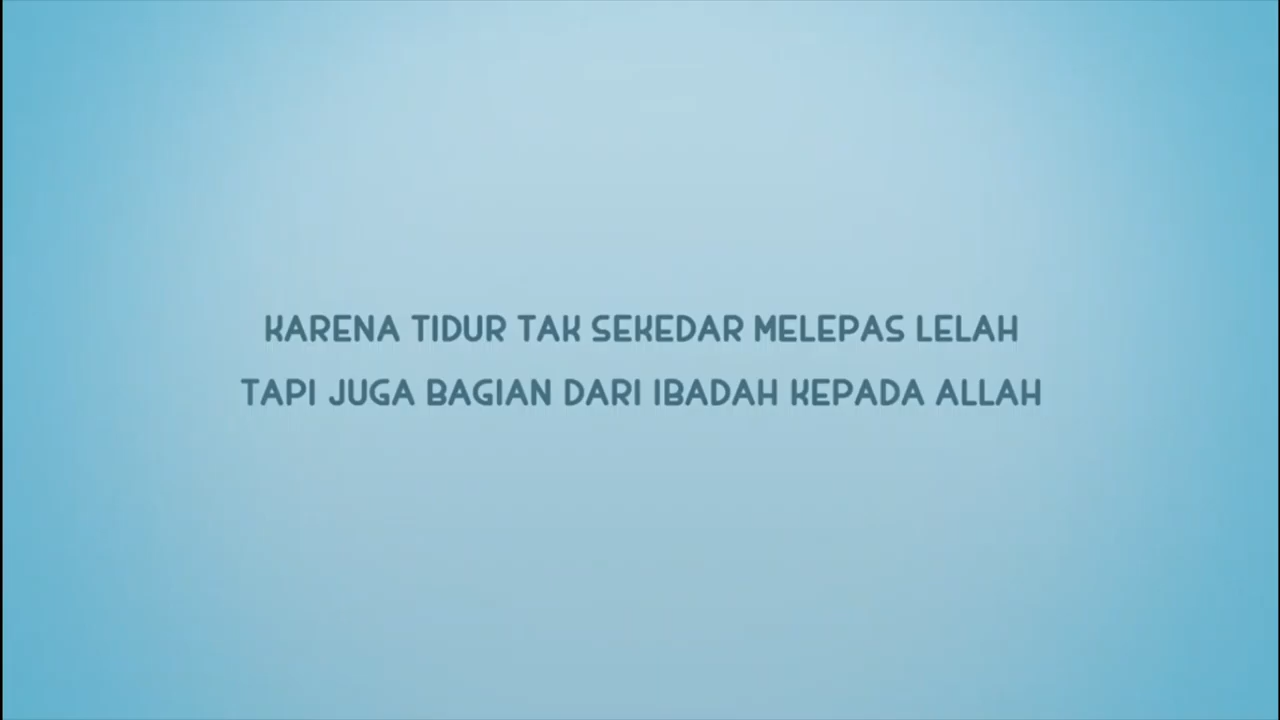 KARENA TIDUR TAK SEKEDAR MELEPAS LELAH
TAPI JUGA BAGIAN DARI IBADAH KEPADA ALLAH